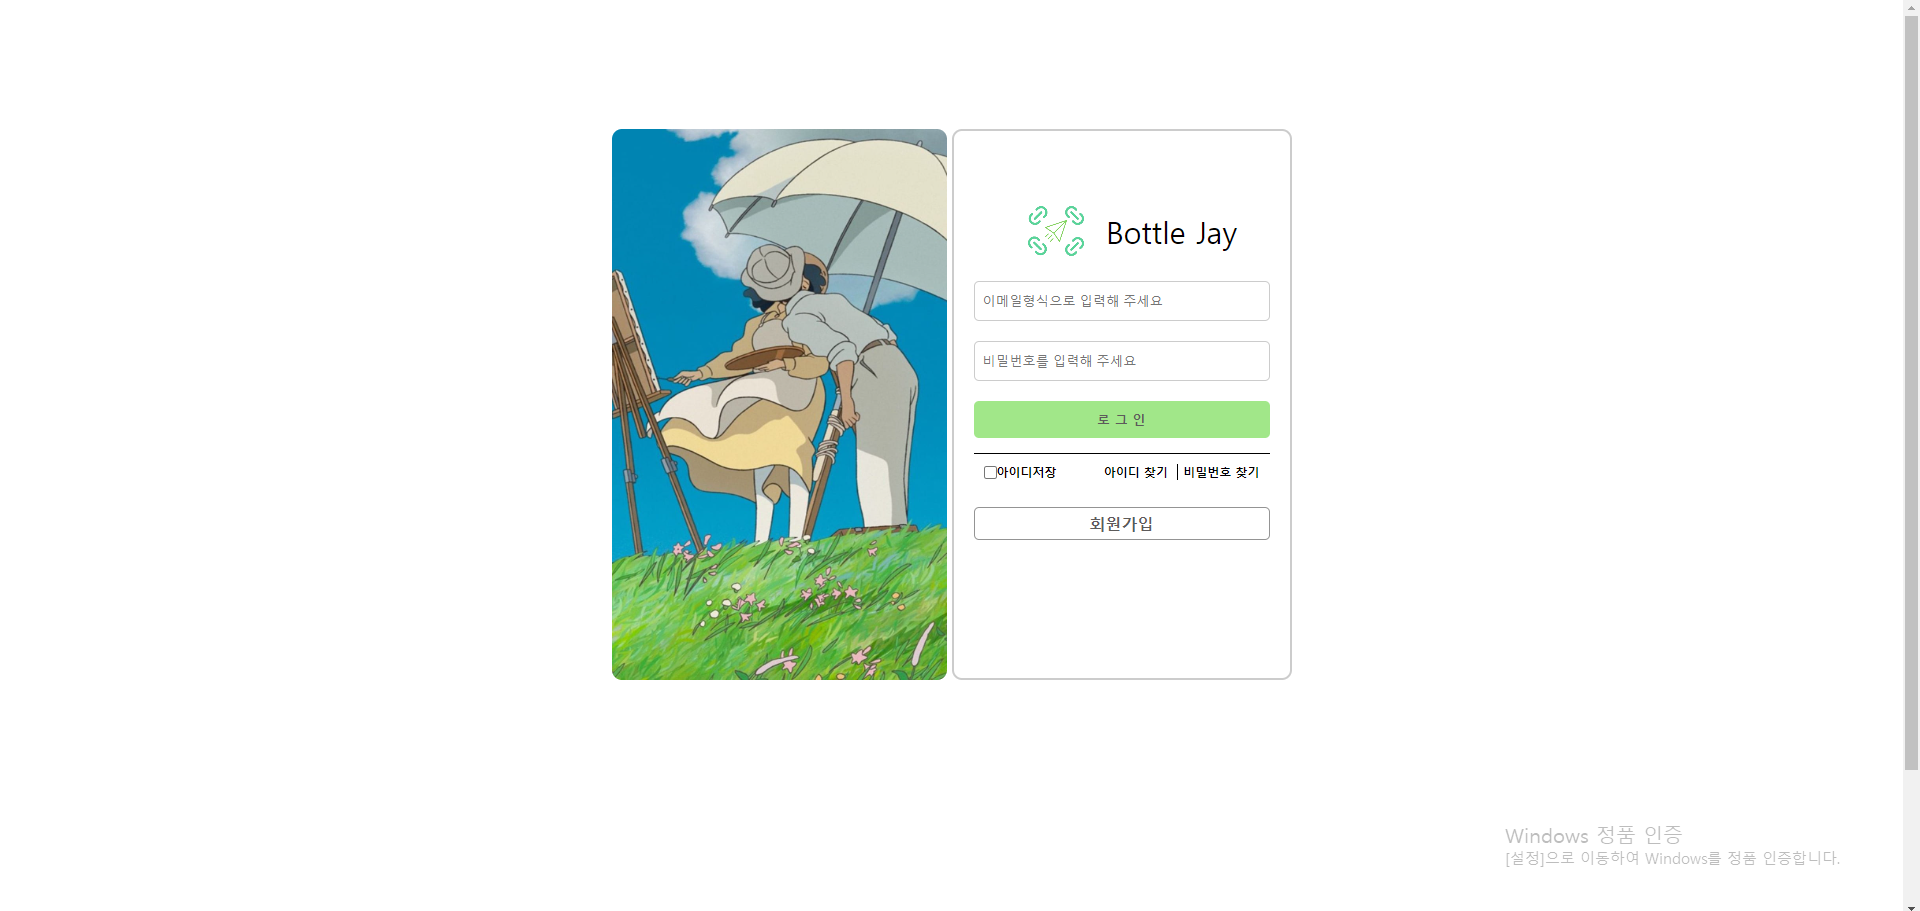 Bottle Jay
이메일형식으로 입력해 주세요
비밀번호를 입력해 주세요
로 그 인
아이디저장 아이디 찾기 | 비밀번호 찾기
회원가입
Windows 정품 인증
[설정]으로 이동하여 Windows를 정품 인증합니다.